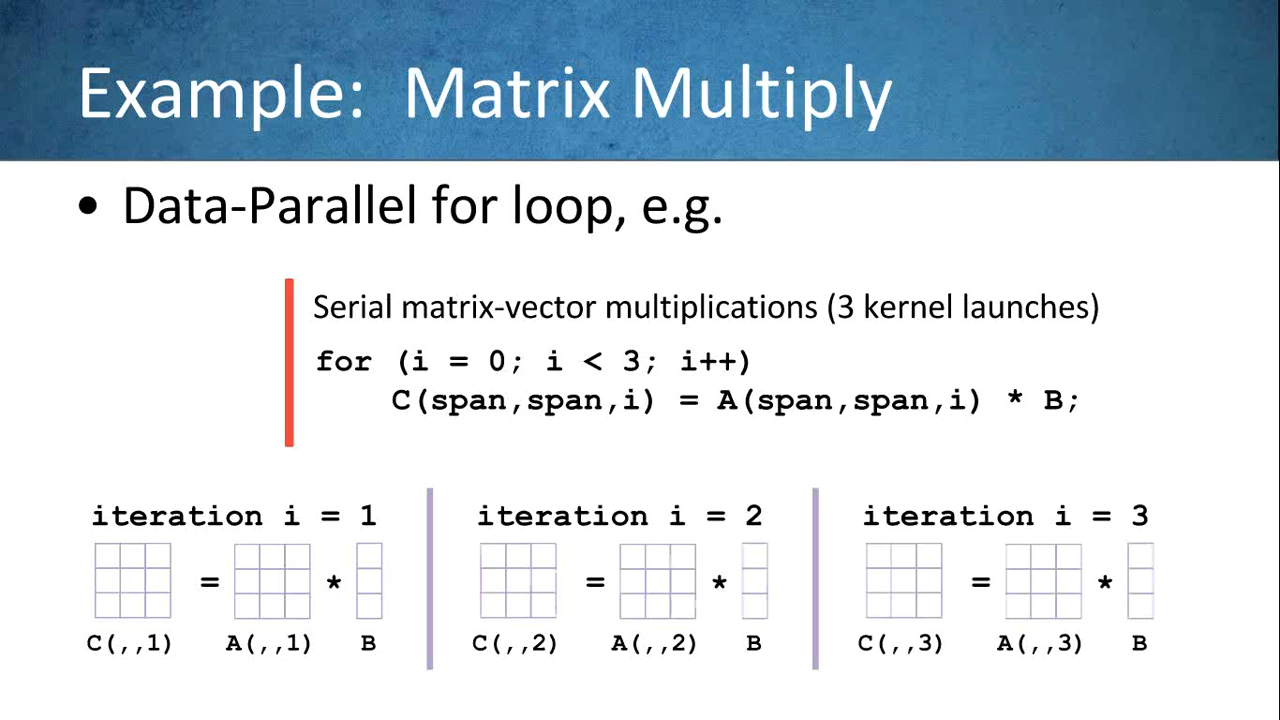 Example: Matrix Multiply
• Data-Parallel for loop, e.g.
Serial matrix-vector multiplications (3 kernel launches)
for (i = 0; i < 3; i++)
C(span,span,i) = A(span,span,i) * B;
iteration i = 1
= *
C(,,1) A(,,1) B
iteration i = 2
= *
C(,,2) A(,,2) B
iteration i = 3
= *
C(,,3) A(,,3) B